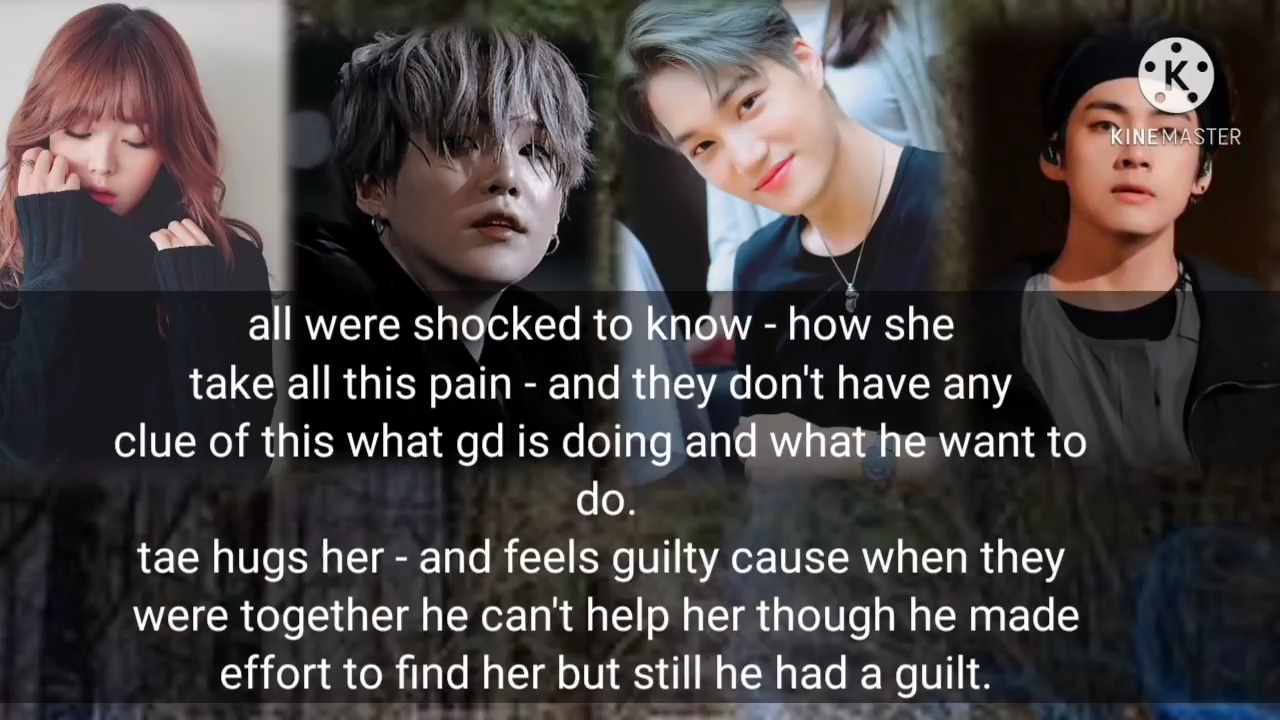 K
KINEMASTER
all were shocked to know - how she
take all this pain - and they don't have any
clue of this what gd is doing and what he want to
do.
tae hugs her - and feels guilty cause when they
were together he can't help her though he made
effort to find her but still he had a guilt.